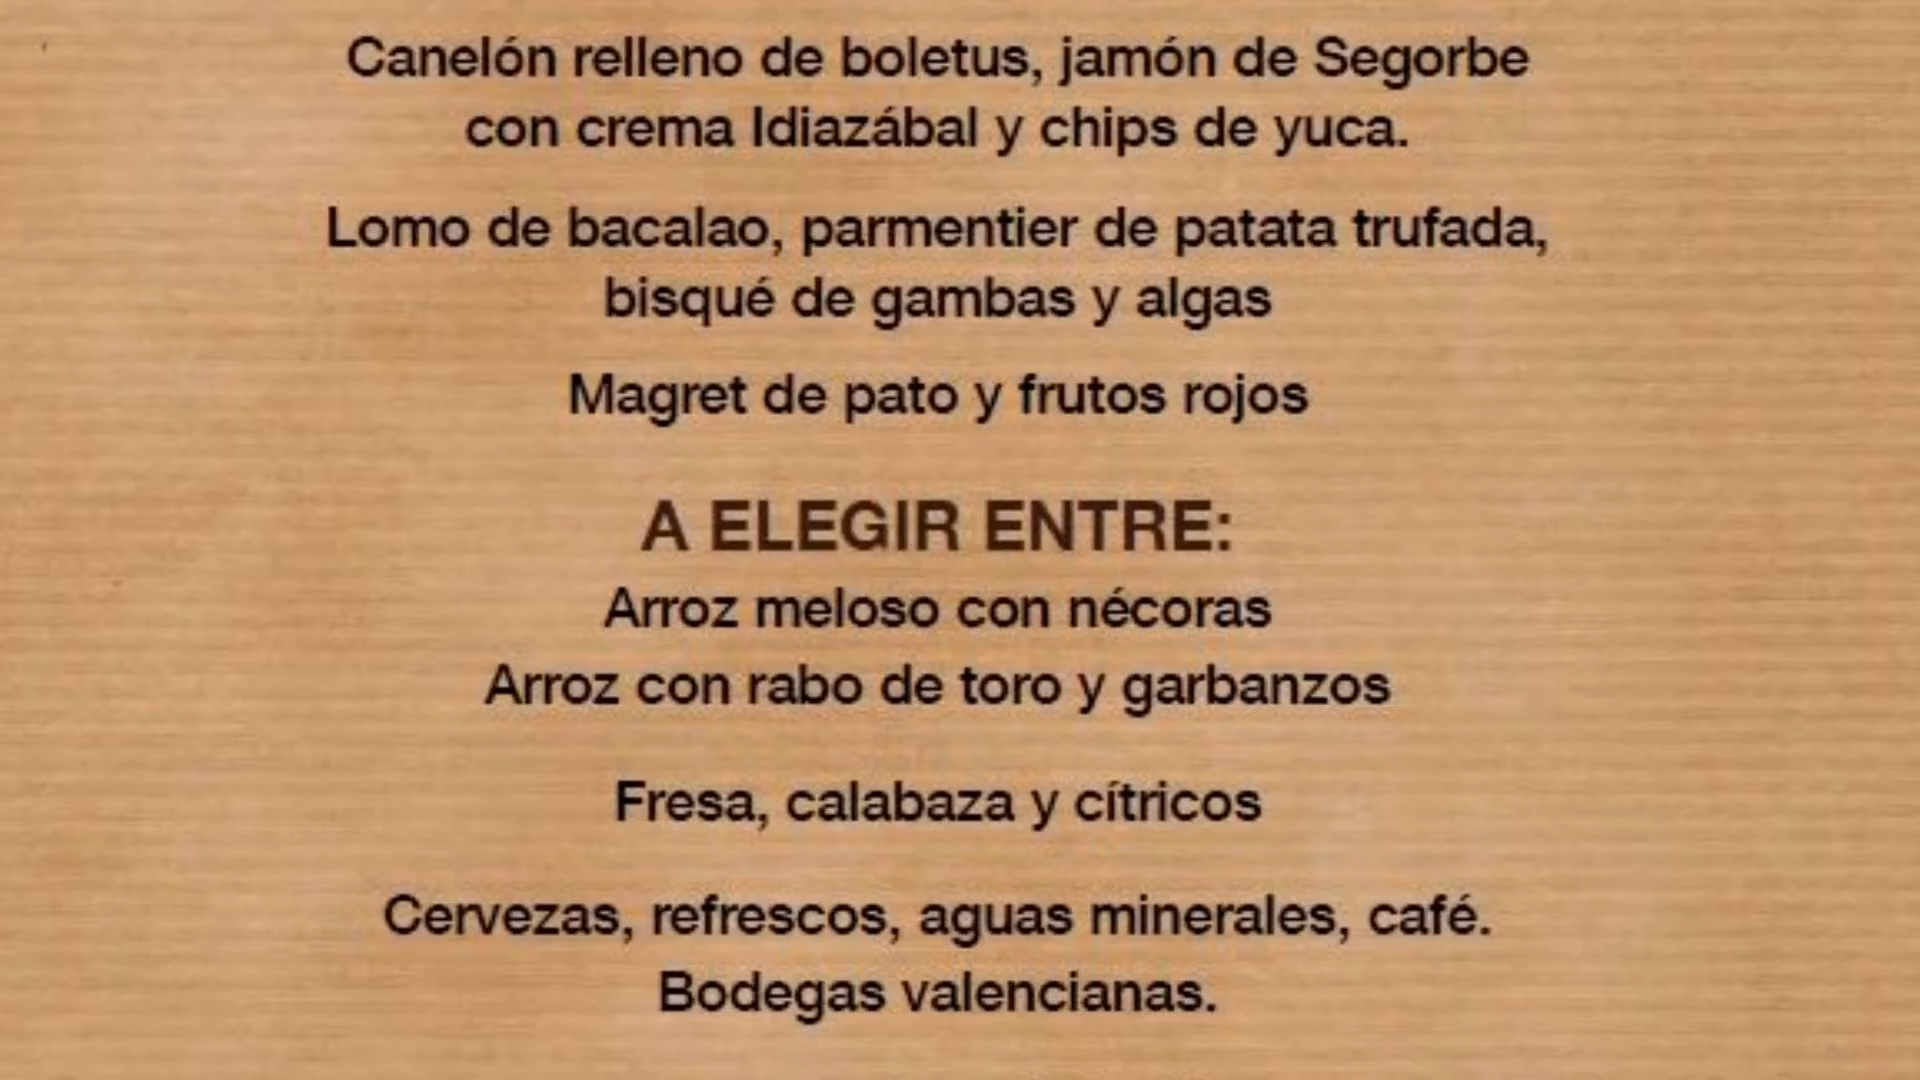 Canelón relleno de boletus, jamón de Segorbe
con crema Idiazábal y chips de yuca.
Lomo de bacalao, parmentier de patata trufada,
bisqué de gambas y algas
Magret de pato y frutos rojos
A ELEGIR ENTRE:
Arroz meloso con nécoras
Arroz con rabo de toro y garbanzos
Fresa, calabaza y cítricos
Cervezas, refrescos, aguas minerales, café.
Bodegas valencianas.